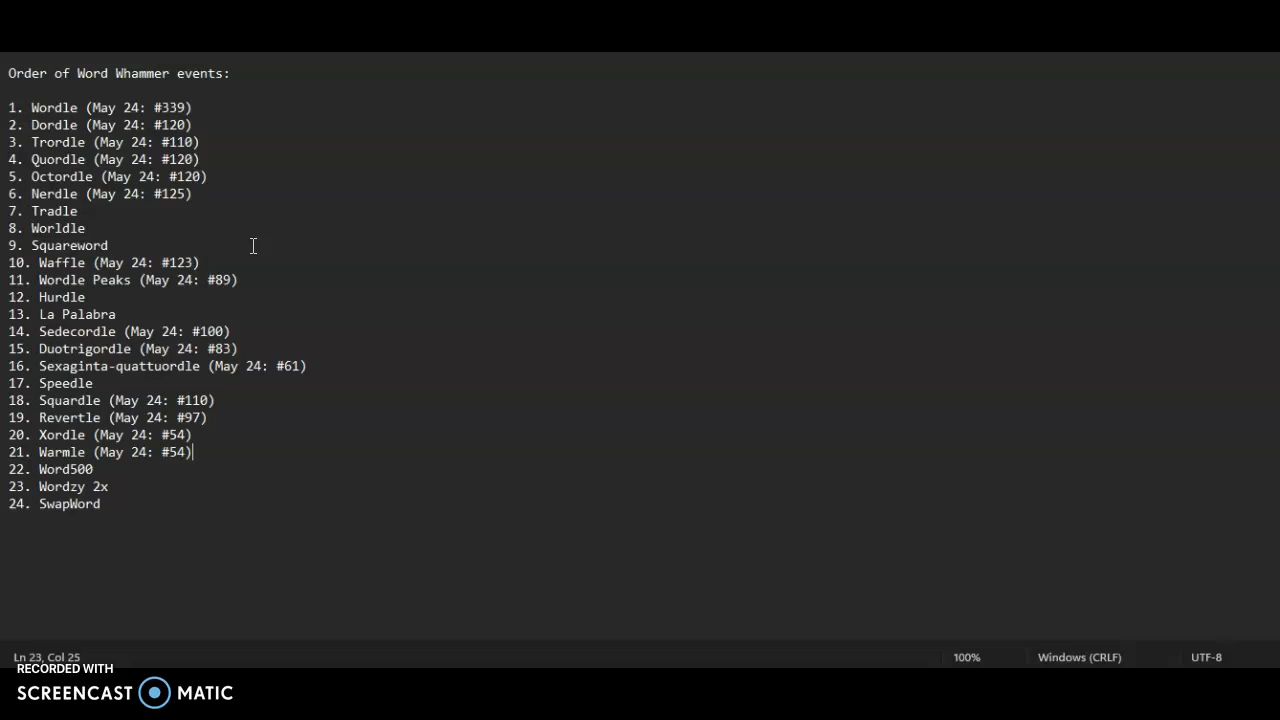 Order of Word Whammer events:
1. Wordle (May 24: #339)
2. Dordle (May 24: #120)
3. Trordle (May 24: #110)
4. Quordle (May 24: #120)
5. Octordle (May 24: #120)
6. Nerdle (May 24: #125)
7. Tradle
8. Worldle
9. Squareword
10. Waffle (May 24: #123)
11. Wordle Peaks (May 24: #89)
12. Hurdle
13. La Palabra
14. Sedecordle (May 24: #100)
15. Duotrigordle (May 24: #83)
16. Sexaginta-quattuordle (May 24: #61)
17. Speedle
18. Squardle (May 24: #110)
19. Revertle (May 24: #97)
20. Xordle (May 24: #54)
21. Warmle (May 24: #54)
22. Word500
23. Wordzy 2x
24. SwapWord
Ln 23, Col 25 100% Windows (CRLF) UTF-8
RECORDED WITH
SCREENCAST MATIC